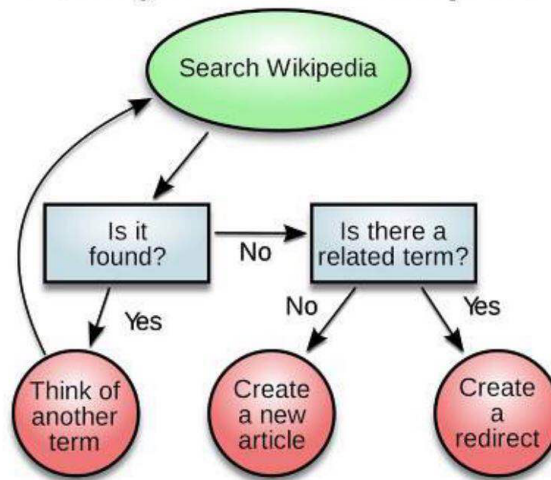 Search Wikipedia
Is it
found?
No
Is there a
related term?
Yes
No
Yes
Think of
another
term
Create
a new
article
Create
a
redirect